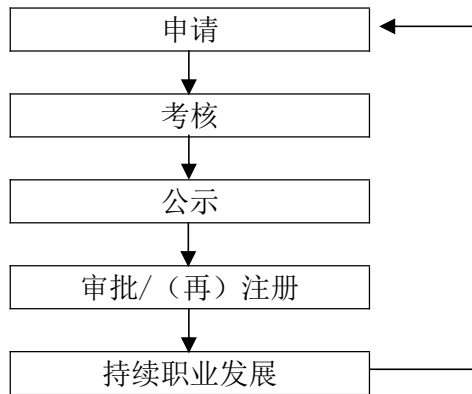 申请
考核
公示
审批/（再）注册
持续职业发展